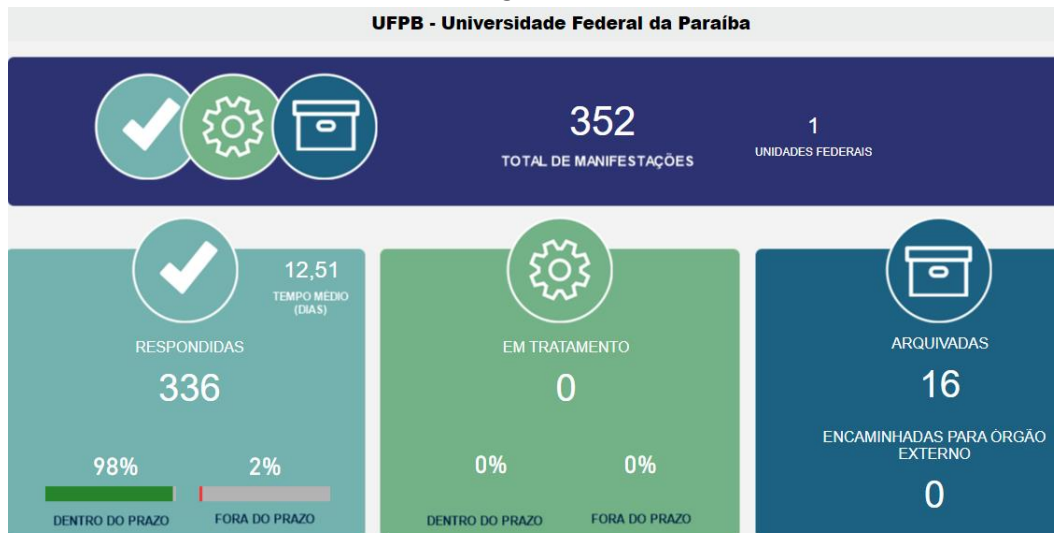 UFPB - Universidade Federal da Paraíba
352
TOTAL DE MANIFESTAÇÕES
1
UNIDADES FEDERAIS
12,51
TEMPO MÉDIO
(DIAS)
RESPONDIDAS
336
98%
2%
DENTRO DO PRAZO
FORA DO PRAZO
EM TRATAMENTO
0
0%
0%
DENTRO DO PRAZO
FORA DO PRAZO
ARQUIVADAS
16
ENCAMINHADAS PARA ÓRGÃO
EXTERNO
0